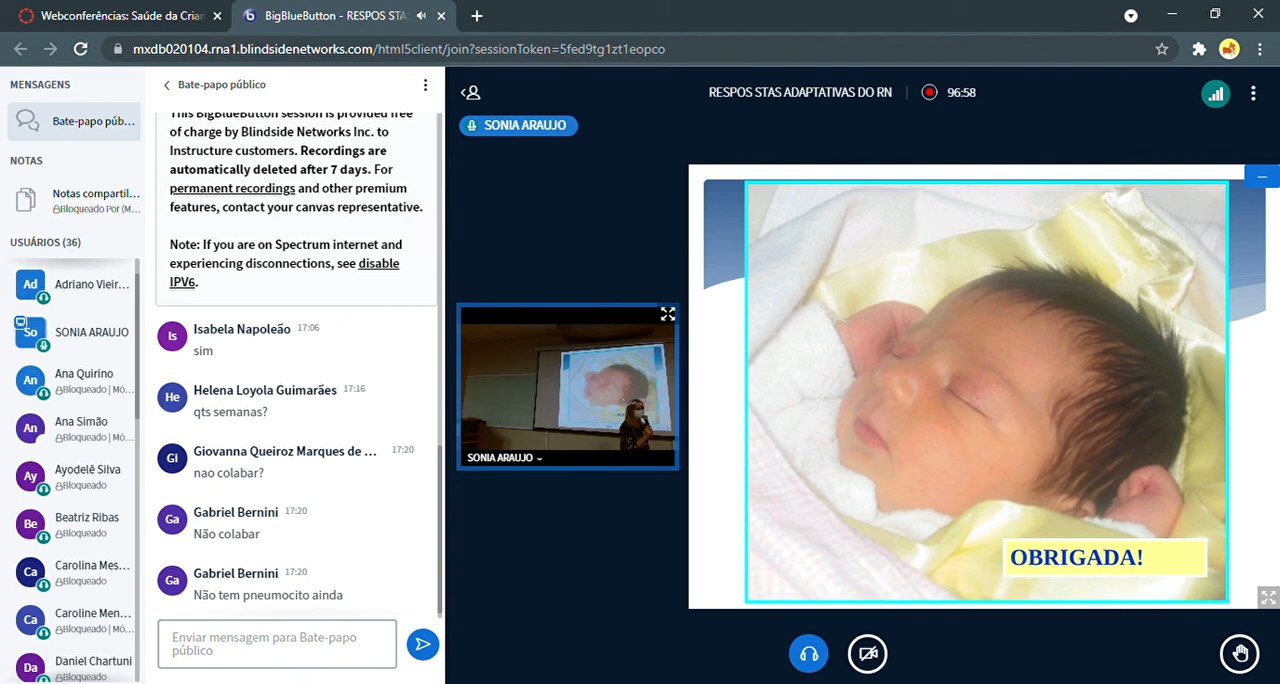 Webconferências: Saúde da Crian
BigBlueButton - RESPOS STA
mxdb020104.rna1.blindsidenetworks.com/html5client/join?sessionToken=5fed9tg1zt1eopco
MENSAGENS
Bate-papo púb...
NOTAS
Notas compartil...
Bloqueado Por (M...
USUÁRIOS (36)
Ad
Adriano Vieir...
So
SONIA ARAUJO
An
Ana Quirino
Bloqueado | Mó...
An
Ana Simão
Bloqueado | Mó...
Ay
Ayodelê Silva
Bloqueado
Be
Beatriz Ribas
Bloqueado
Ca
Carolina Mes...
Bloqueado
Ca
Caroline Men...
Bloqueado | Mó...
Da
Daniel Chartuni
Bloqueado
Bate-papo público
This BigBlueButton session is provided free
of charge by Blindside Networks Inc. to
Instructure customers. Recordings are
automatically deleted after 7 days. For
permanent recordings and other premium
features, contact your canvas representative.
Note: If you are on Spectrum internet and
experiencing disconnections, see disable
IPV6.
Is
Isabela Napoleão 17:06
sim
He
Helena Loyola Guimarães 17:16
qts semanas?
GI
Giovanna Queiroz Marques de ... 17:20
nao colabar?
Ga
Gabriel Bernini 17:20
Não colabar
Ga
Gabriel Bernini 17:20
Não tem pneumocito ainda
Enviar mensagem para Bate-papo
público
RESPOS STAS ADAPTATIVAS DO RN
96:58
SONIA ARAUJO
SONIA ARAUJO
OBRIGADA!